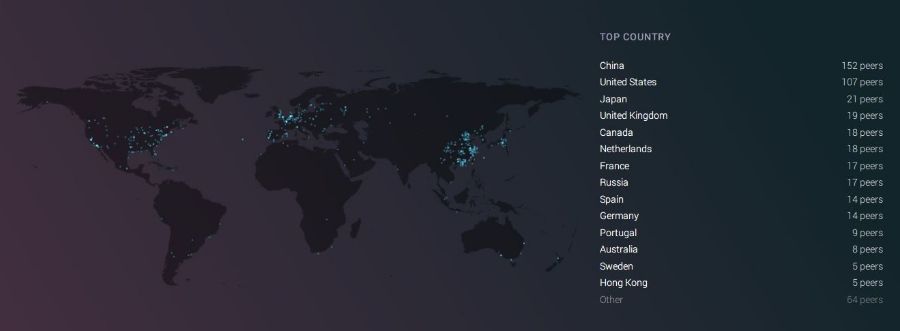 TOP COUNTRY
China 152 peers
United States 107 peers
Japan 21 peers
United Kingdom 19 peers
Canada 18 peers
Netherlands 18 peers
France 17 peers
Russia 17 peers
Spain 14 peers
Germany 14 peers
Portugal 9 peers
Australia 8 peers
Sweden 5 peers
Hong Kong 5 peers
Other 64 peers